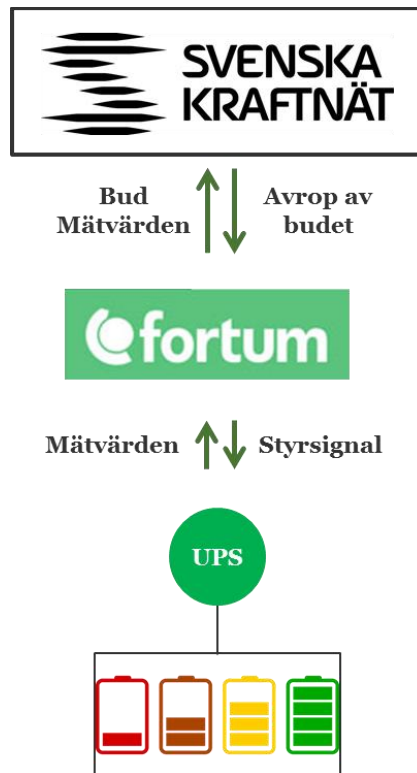 SVENSKA
KRAFTNÄT
Bud
Mätvärden
Avrop av
budet
fortum
Mätvärden
Styrsignal
UPS